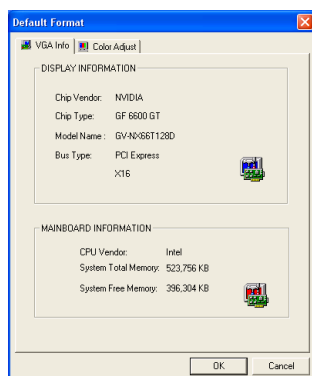 Default Format
VGA Info
Color Adjust
DISPLAY INFORMATION
Chip Vendor: NVIDIA
Chip Type: GF 6600 GT
Model Name : GV-NX66T128D
Bus Type: PCI Express
X16
MAINBOARD INFORMATION
CPU Vendor: Intel
System Total Memory: 523,756 KB
System Free Memory: 396,304 KB
OK
Cancel